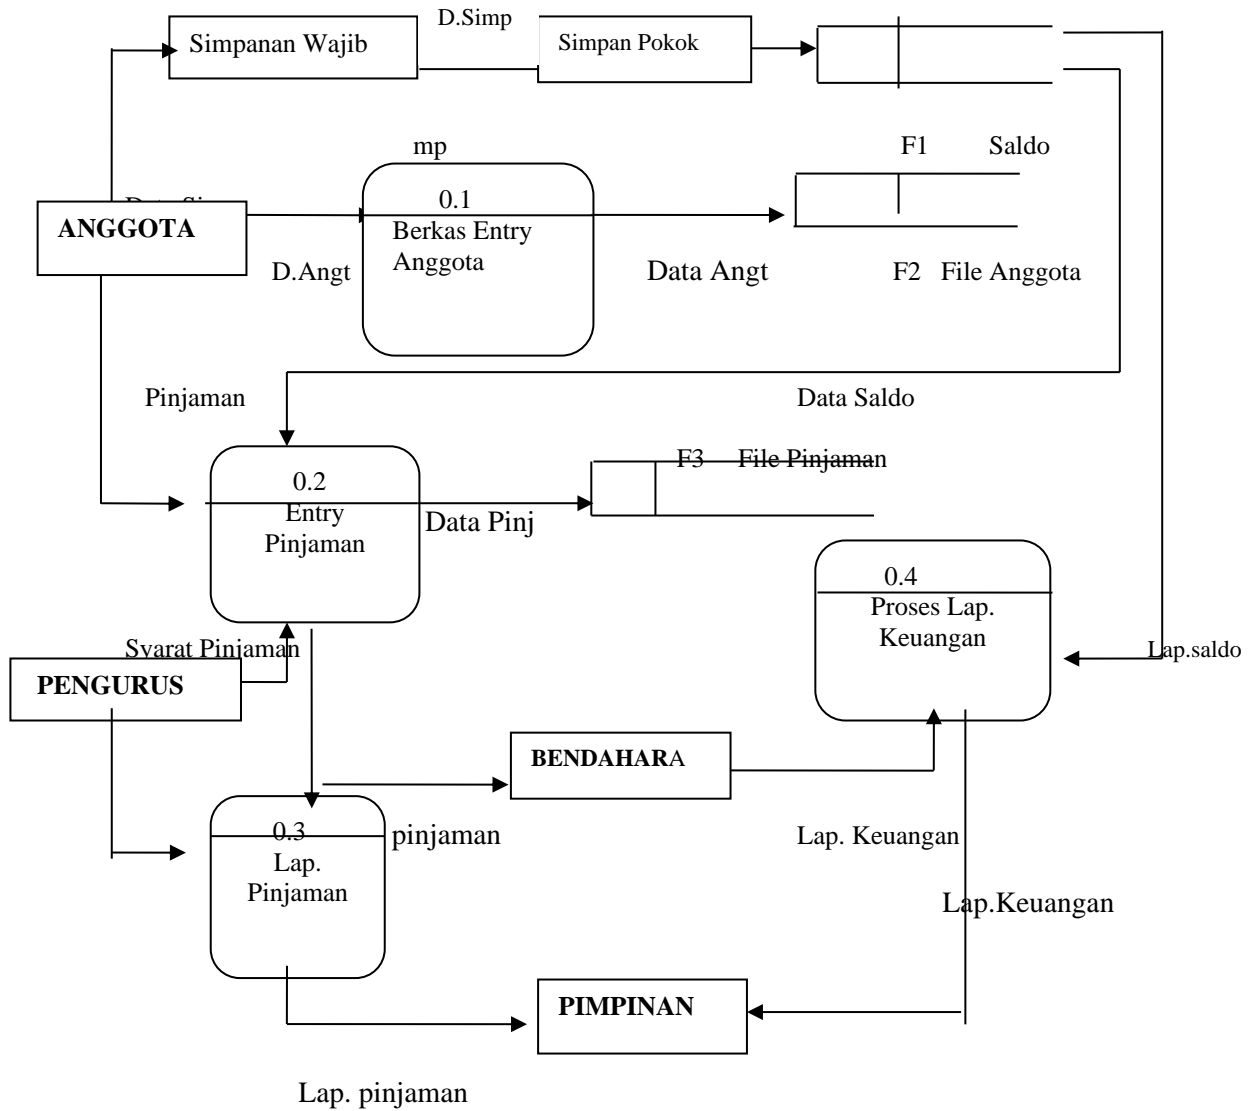 D.Simp
Simpanan Wajib
Simpan Pokok
mp
F1 Saldo
0.1
ANGGOTA
Berkas Entry
Anggota
D.Angt
Data Angt
F2 File Anggota
Pinjaman
Data Saldo
F3 File Pinjaman
0.2
Entry
Pinjaman
Data Pinj
0.4
Proses Lap.
Keuangan
Syarat Pinjaman
Lap.saldo
PENGURUS
BENDAHARA
0.3
Lap.
Pinjaman
pinjaman
Lap. Keuangan
Lap.Keuangan
PIMPINAN
Lap. pinjaman